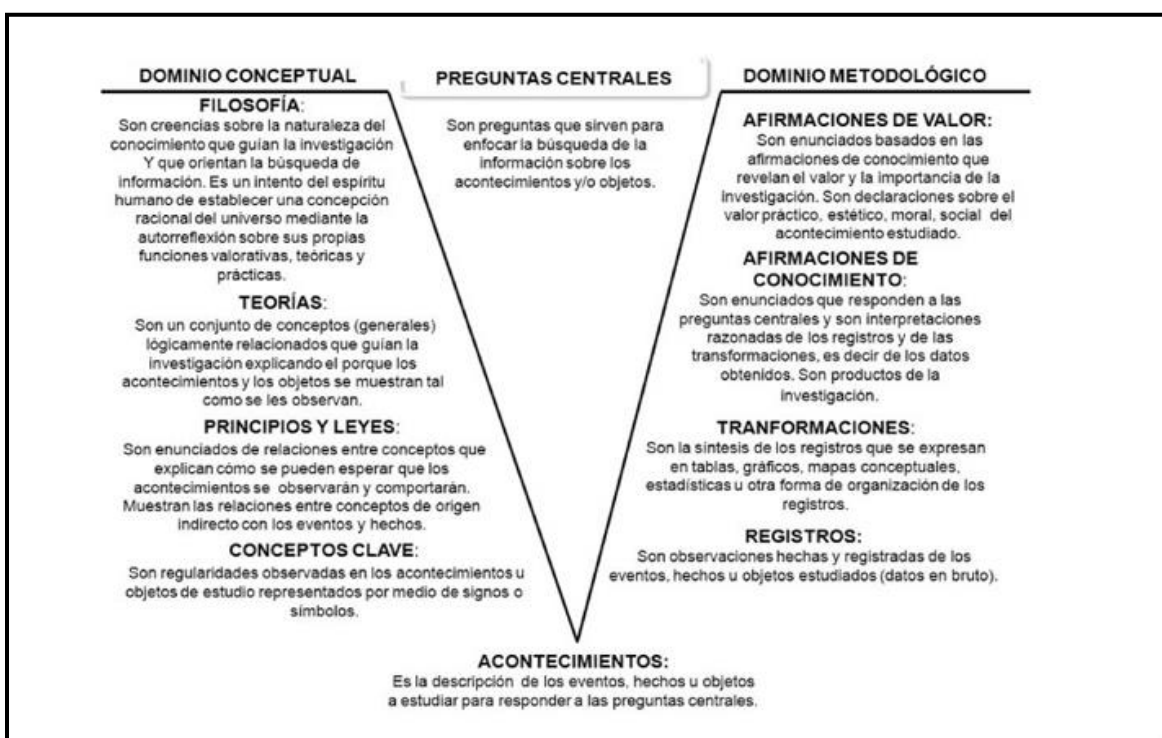 DOMINIO CONCEPTUAL
FILOSOFÍA:
Son creencias sobre la naturaleza del
conocimiento que guían la investigación
Y que orientan la búsqueda de
información. Es un intento del espíritu
humano de establecer una concepción
racional del universo mediante la
autorreflexión sobre sus propias
funciones valorativas, teóricas y
prácticas.
TEORÍAS:
Son un conjunto de conceptos (generales)
lógicamente relacionados que guían la
investigación explicando el porque los
acontecimientos y los objetos se muestran tal
como se les observan.
PRINCIPIOS Y LEYES:
Son enunciados de relaciones entre conceptos que
explican cómo se pueden esperar que los
acontecimientos se observarán y comportarán.
Muestran las relaciones entre conceptos de origen
indirecto con los eventos y hechos.
CONCEPTOS CLAVE:
Son regularidades observadas en los acontecimientos u
objetos de estudio representados por medio de signos o
símbolos.
PREGUNTAS CENTRALES
Son preguntas que sirven para
enfocar la búsqueda de la
información sobre los
acontecimientos y/o objetos.
DOMINIO METODOLÓGICO
AFIRMACIONES DE VALOR:
Son enunciados basados en las
afirmaciones de conocimiento que
revelan el valor y la importancia de la
investigación. Son declaraciones sobre el
valor práctico, estético, moral, social del
acontecimiento estudiado.
AFIRMACIONES DE
CONOCIMIENTO:
Son enunciados que responden a las
preguntas centrales y son interpretaciones
razonadas de los registros y de las
transformaciones, es decir de los datos
obtenidos. Son productos de la
investigación.
TRANFORMACIONES:
Son la síntesis de los registros que se expresan
en tablas, gráficos, mapas conceptuales,
estadísticas u otra forma de organización de los
registros.
REGISTROS:
Son observaciones hechas y registradas de los
eventos, hechos u objetos estudiados (datos en bruto).
ACONTECIMIENTOS:
Es la descripción de los eventos, hechos u objetos
a estudiar para responder a las preguntas centrales.